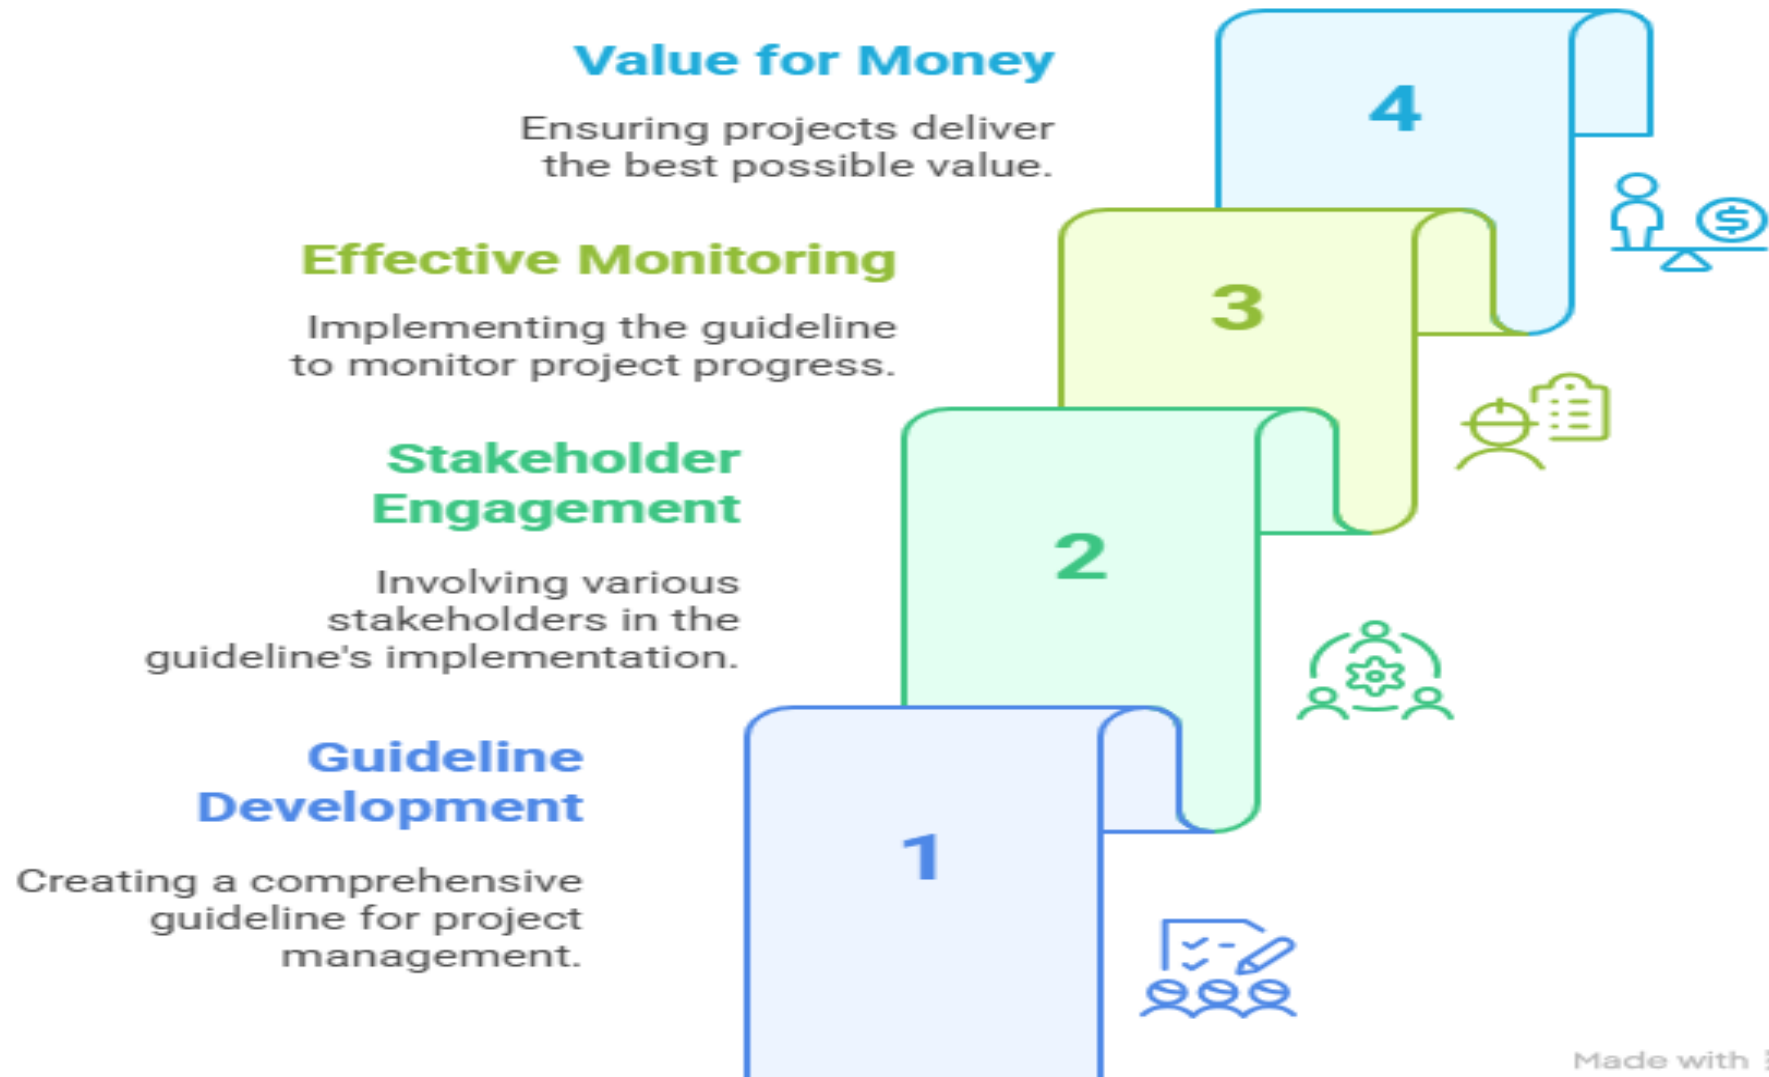 Value for Money
Ensuring projects deliver
the best possible value.
4
Effective Monitoring
Implementing the guideline
to monitor project progress.
3
Stakeholder
Engagement
Involving various
stakeholders in the
guideline's implementation.
2
Guideline
Development
Creating a comprehensive
guideline for project
management.
1
Made with